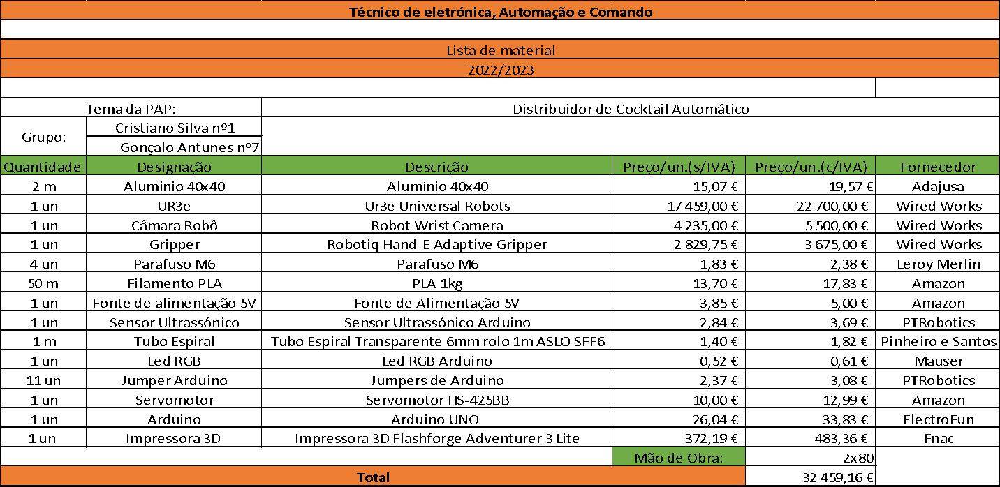 Técnico de eletrónica, Automação e Comando
Lista de material
2022/2023
Tema da PAP: Distribuidor de Cocktail Automático
Grupo: Cristiano Silva nº1
Gonçalo Antunes nº7
Quantidade Designação Descrição Preço/un.(s/IVA) Preço/un.(c/IVA) Fornecedor
2 m Alumínio 40x40 Alumínio 40x40 15,07 € 19,57 € Adajusa
1 un UR3e Ur3e Universal Robots 17 459,00 € 22 700,00 € Wired Works
1 un Câmara Robô Robot Wrist Camera 4 235,00 € 5 500,00 € Wired Works
1 un Gripper Robotiq Hand-E Adaptive Gripper 2 829,75 € 3 675,00 € Wired Works
4 un Parafuso M6 Parafuso M6 1,83 € 2,38 € Leroy Merlin
50 m Filamento PLA PLA 1kg 13,70 € 17,83 € Amazon
1 un Fonte de alimentação 5V Fonte de Alimentação 5V 3,85 € 5,00 € Amazon
1 un Sensor Ultrassónico Sensor Ultrassónico Arduino 2,84 € 3,69 € PTRobotics
1 m Tubo Espiral Tubo Espiral Transparente 6mm rolo 1m ASLO SFF6 1,40 € 1,82 € Pinheiro e Santos
1 un Led RGB Led RGB Arduino 0,52 € 0,61 € Mauser
11 un Jumper Arduino Jumpers de Arduino 2,37 € 3,08 € PTRobotics
1 un Servomotor Servomotor HS-425BB 10,00 € 12,99 € Amazon
1 un Arduino Arduino UNO 26,04 € 33,83 € ElectroFun
1 un Impressora 3D Impressora 3D Flashforge Adventurer 3 Lite 372,19 € 483,36 € Fnac
Mão de Obra: 2x80
Total 32 459,16 €